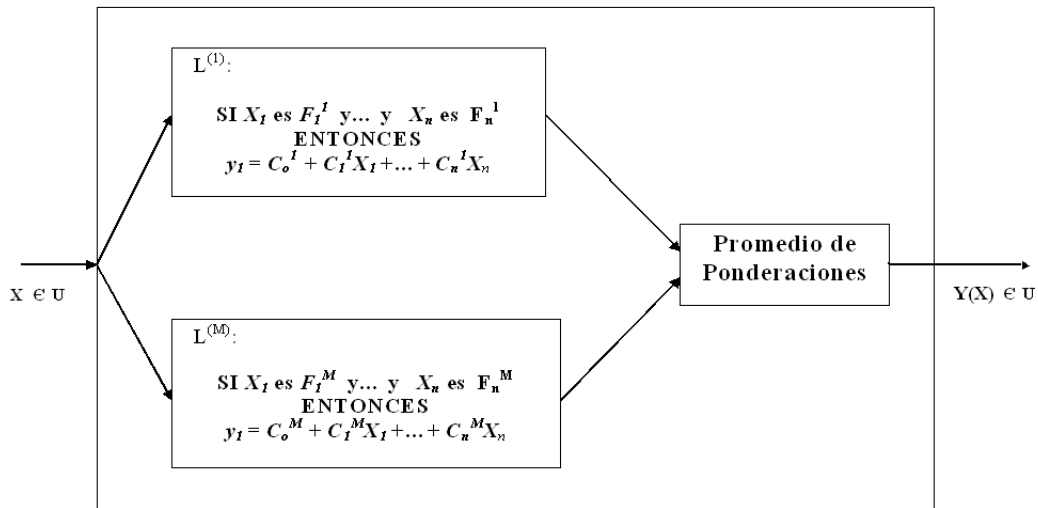 L(1):
SI X1 es F1^1 y... y Xn es Fn^1
ENTONCES
y1 = Co^1 + C1^1X1 +... + Cn^1Xn
Promedio de
Ponderaciones
X Є U
Y(X) Є U
L(M):
SI X1 es F1^M y... y Xn es Fn^M
ENTONCES
y1 = Co^M + C1^MX1 +... + Cn^MXn